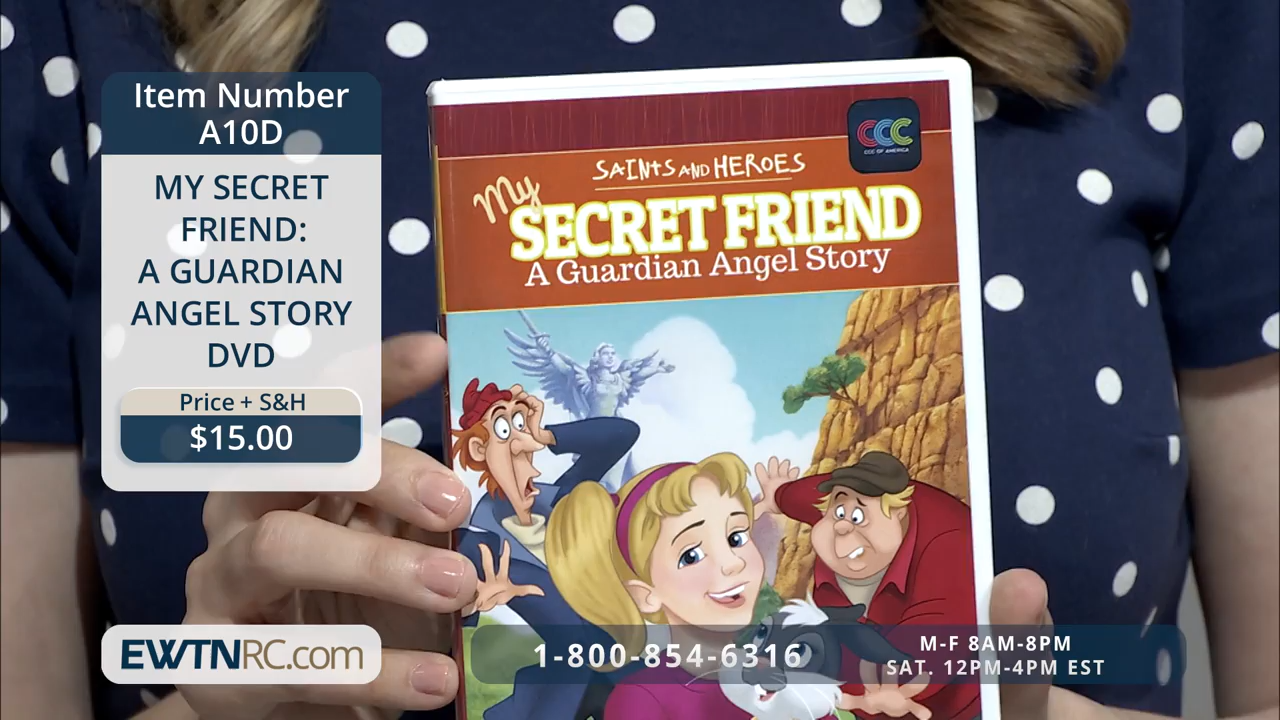 Item Number
A10D
MY SECRET
FRIEND:
A GUARDIAN
ANGEL STORY
DVD
Price + S&H
$15.00
CCC
CCC OF AMERICA
SAINTS AND HEROES
My
SECRET FRIEND
A Guardian Angel Story
EWTNRC.com
1-800-854-6316
M-F 8AM-8PM
SAT. 12PM-4PM EST